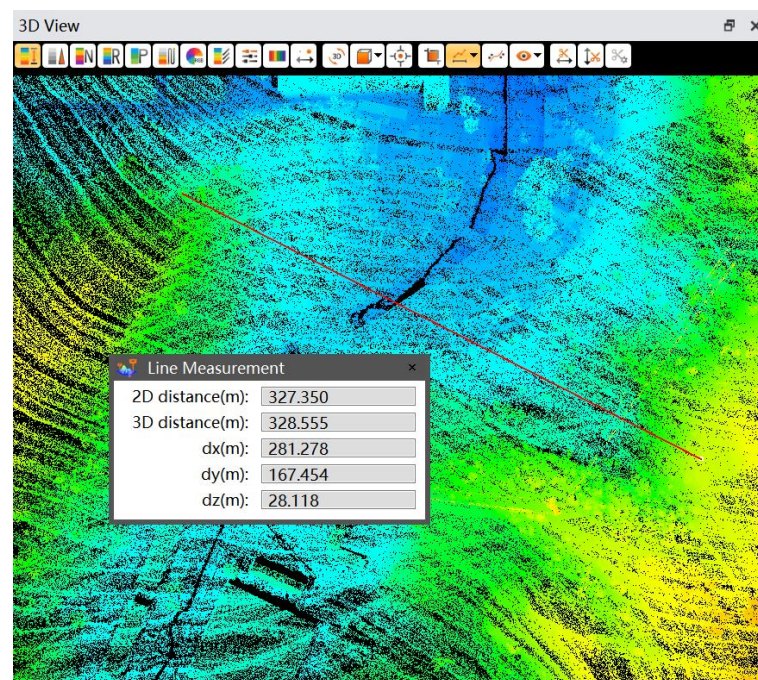 3D View
Line Measurement
2D distance(m): 327.350
3D distance(m): 328.555
dx(m): 281.278
dy(m): 167.454
dz(m): 28.118